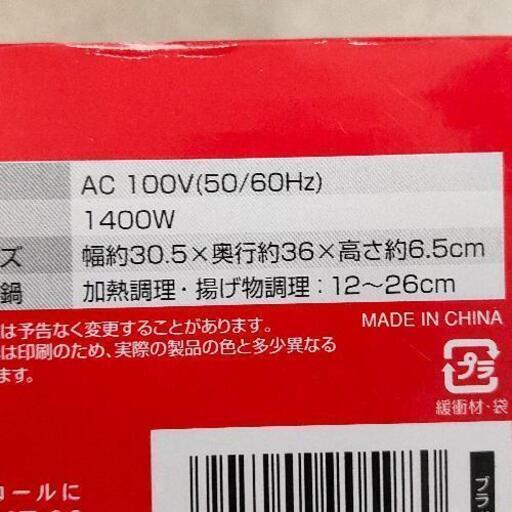 AC 100V(50/60Hz)
1400W
ズ 幅約30.5×奥行約36×高さ約6.5cm
鍋 加熱調理・揚げ物調理：12〜26cm
は予告なく変更することがあります。
は印刷のため、実際の製品の色と多少異なる
ます。
MADE IN CHINA
プラ
緩衝材・袋
コールに
ブラ